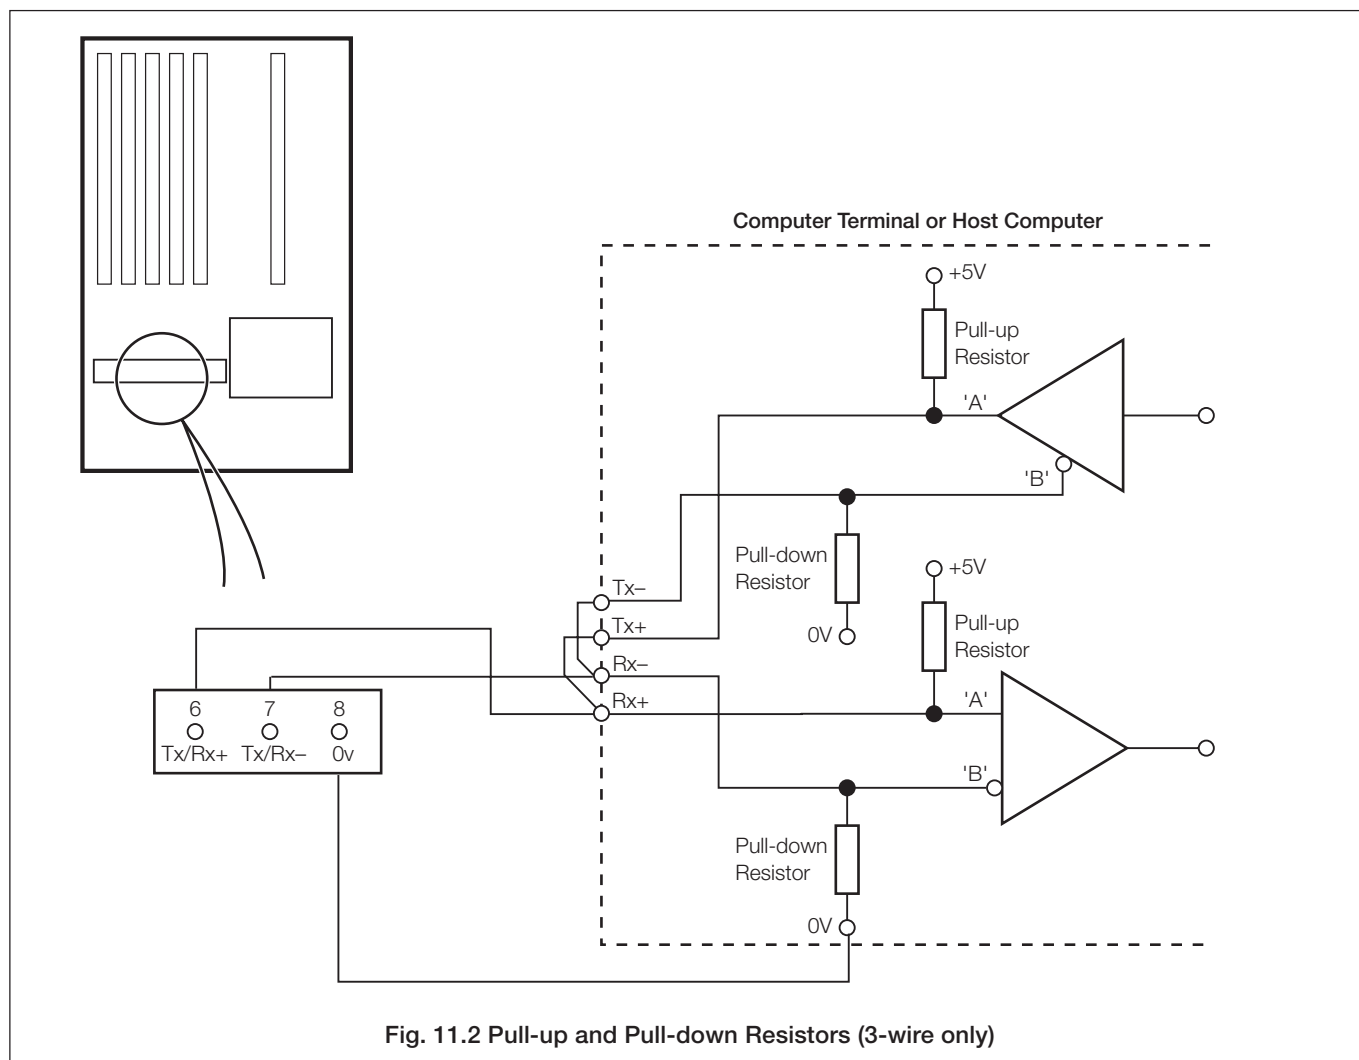 Computer Terminal or Host Computer
+5V
Pull-up
Resistor
'A'
'B'
Pull-down
Resistor
0V
+5V
Pull-up
Resistor
Tx–
Tx+
Rx–
Rx+
'A'
'B'
6 7 8
Tx/Rx+ Tx/Rx– 0v
Pull-down
Resistor
0V
Fig. 11.2 Pull-up and Pull-down Resistors (3-wire only)